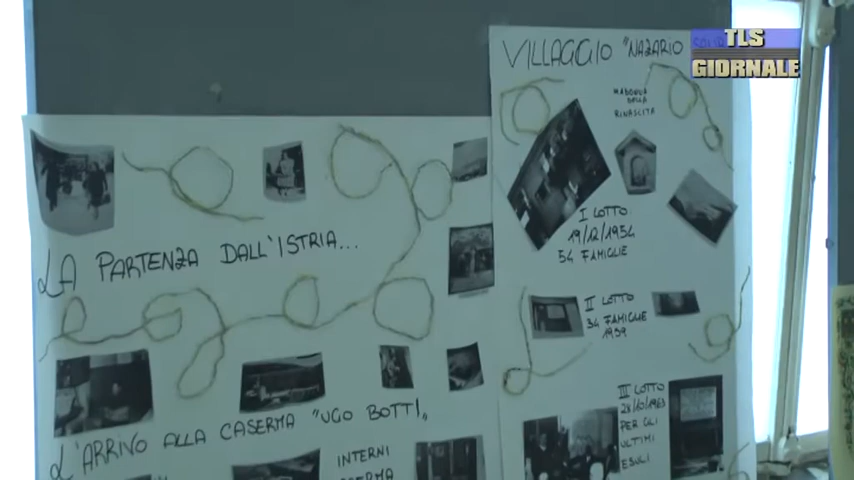 TLS
GIORNALE
LA PARTENZA DALL'ISTRIA...
L'ARRIVO ALLA CASERMA "UGO BOTTI"
INTERNI
VILLAGGIO "NAZARIO
MADONNA
DELLA
RINASCITA
I LOTTO
19/12/1954
54 FAMIGLIE
II LOTTO
34 FAMIGLIE
1959
III LOTTO
PER GLI
ULTIMI
ESULI